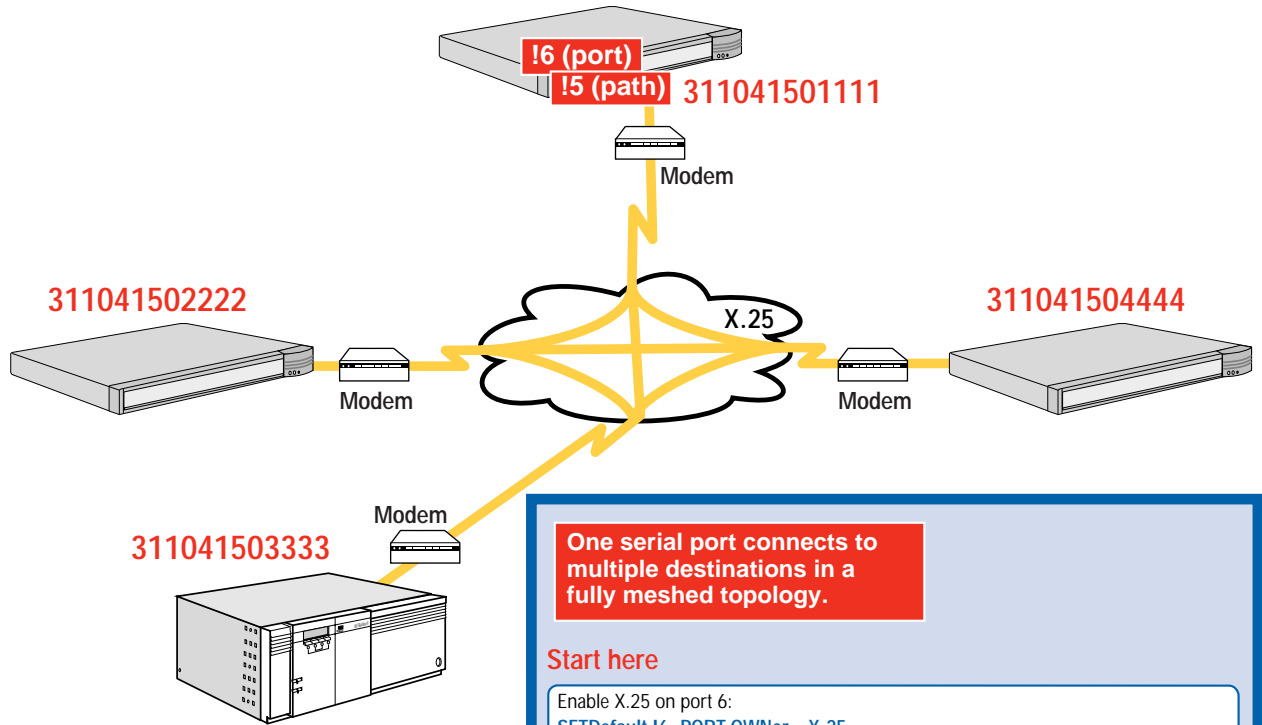 !6 (port)
!5 (path)
311041501111
Modem
311041502222
X.25
311041504444
Modem
Modem
Modem
311041503333
One serial port connects to
multiple destinations in a
fully meshed topology.
Start here
Enable X.25 on port 6: